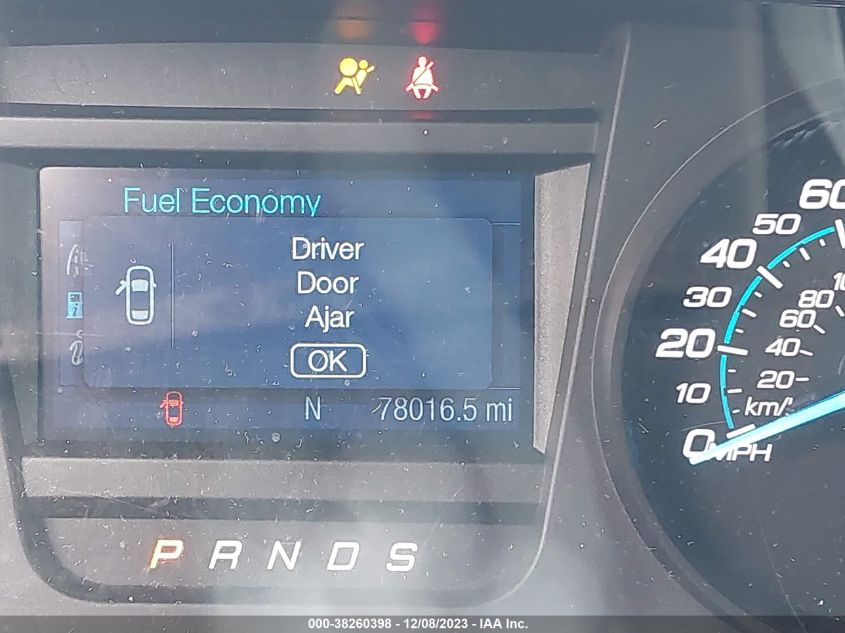 Fuel Economy
Driver
Door
Ajar
OK
N 78016.5 mi
P R N D S
60
50
40
30
20
10
0 MPH
80
60
40
20
km/
000-38260398 - 12/08/2023 - IAA Inc.